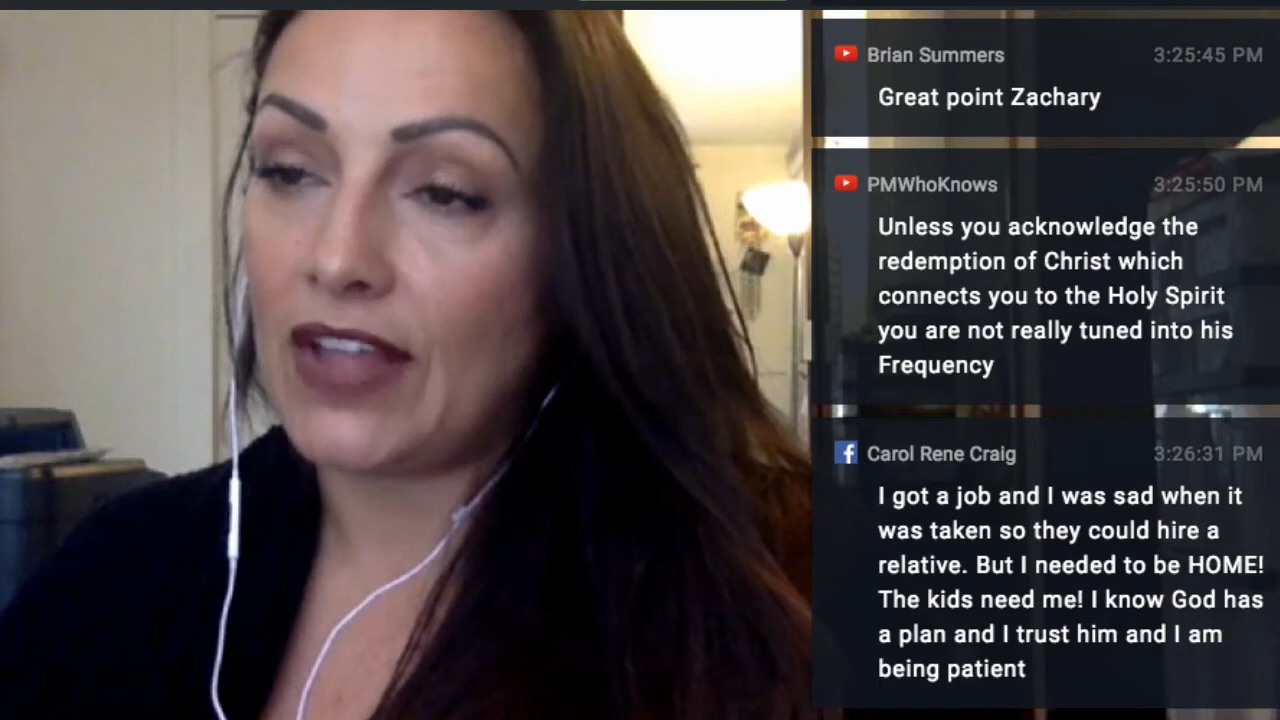 Brian Summers 3:25:45 PM
Great point Zachary
PMWhoKnows 3:25:50 PM
Unless you acknowledge the
redemption of Christ which
connects you to the Holy Spirit
you are not really tuned into his
Frequency
Carol Rene Craig 3:26:31 PM
I got a job and I was sad when it
was taken so they could hire a
relative. But I needed to be HOME!
The kids need me! I know God has
a plan and I trust him and I am
being patient